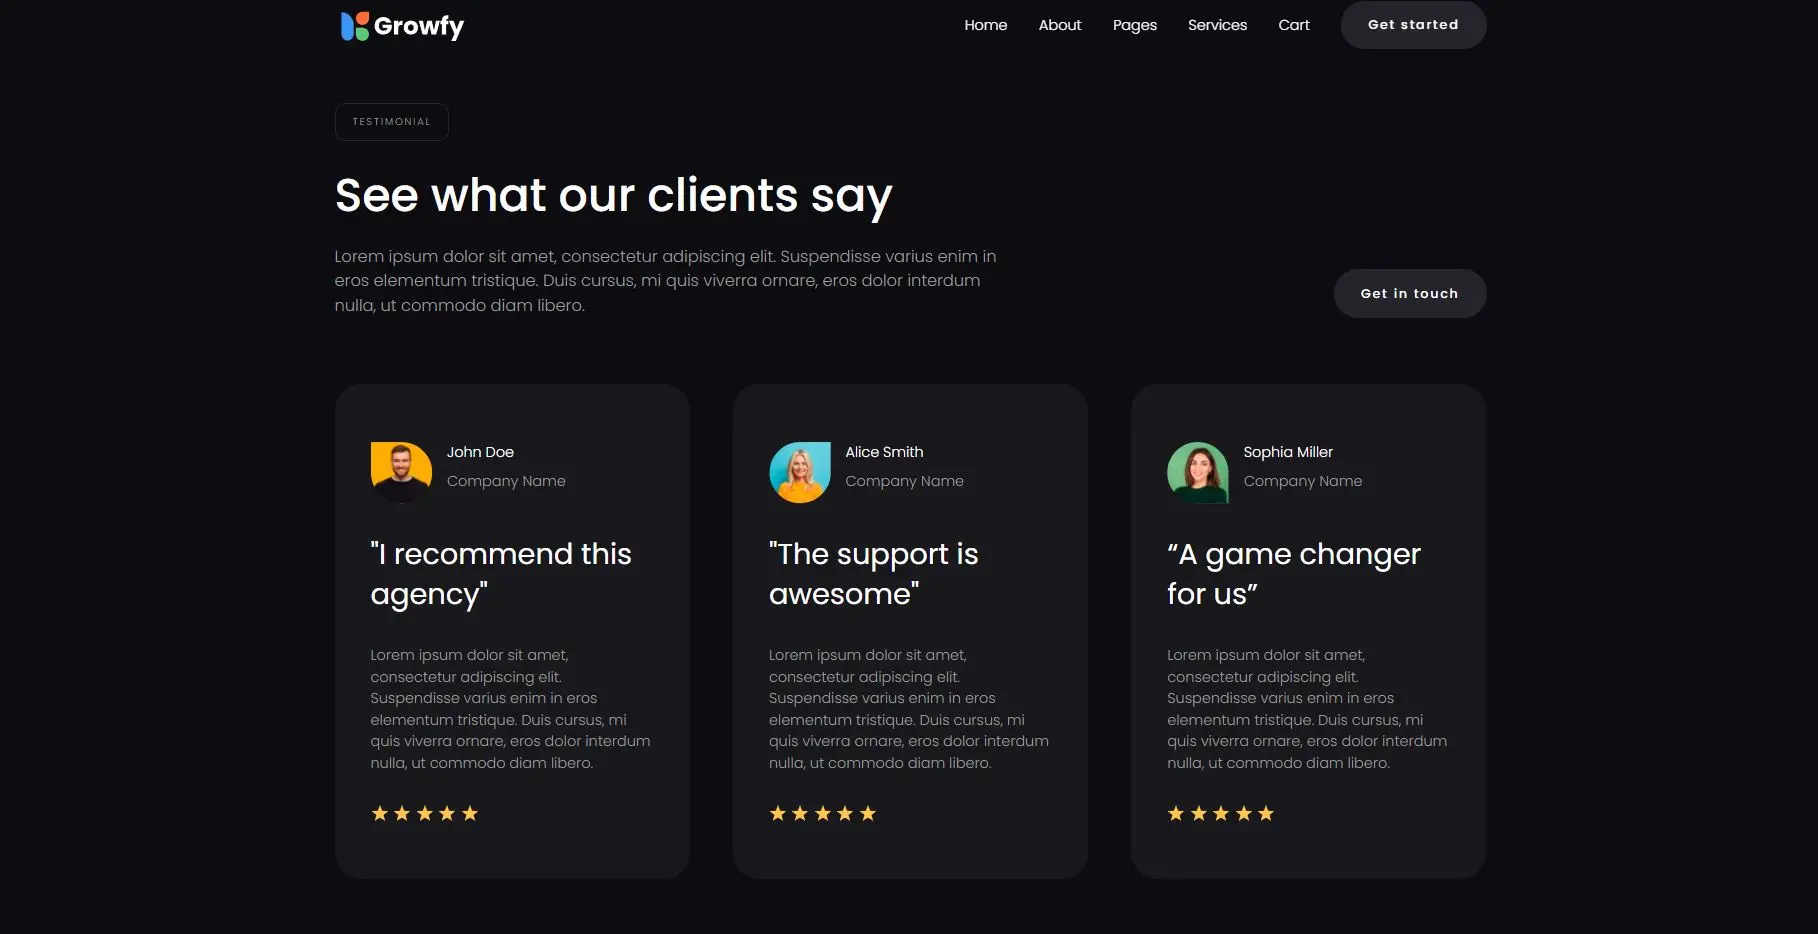 Growfy
Home About Pages Services Cart Get started
TESTIMONIAL
See what our clients say
Lorem ipsum dolor sit amet, consectetur adipiscing elit. Suspendisse varius enim in
eros elementum tristique. Duis cursus, mi quis viverra ornare, eros dolor interdum
nulla, ut commodo diam libero.
Get in touch
John Doe
Company Name
"I recommend this
agency"
Lorem ipsum dolor sit amet,
consectetur adipiscing elit.
Suspendisse varius enim in eros
elementum tristique. Duis cursus, mi
quis viverra ornare, eros dolor interdum
nulla, ut commodo diam libero.
Alice Smith
Company Name
"The support is
awesome"
Lorem ipsum dolor sit amet,
consectetur adipiscing elit.
Suspendisse varius enim in eros
elementum tristique. Duis cursus, mi
quis viverra ornare, eros dolor interdum
nulla, ut commodo diam libero.
Sophia Miller
Company Name
“A game changer
for us”
Lorem ipsum dolor sit amet,
consectetur adipiscing elit.
Suspendisse varius enim in eros
elementum tristique. Duis cursus, mi
quis viverra ornare, eros dolor interdum
nulla, ut commodo diam libero.